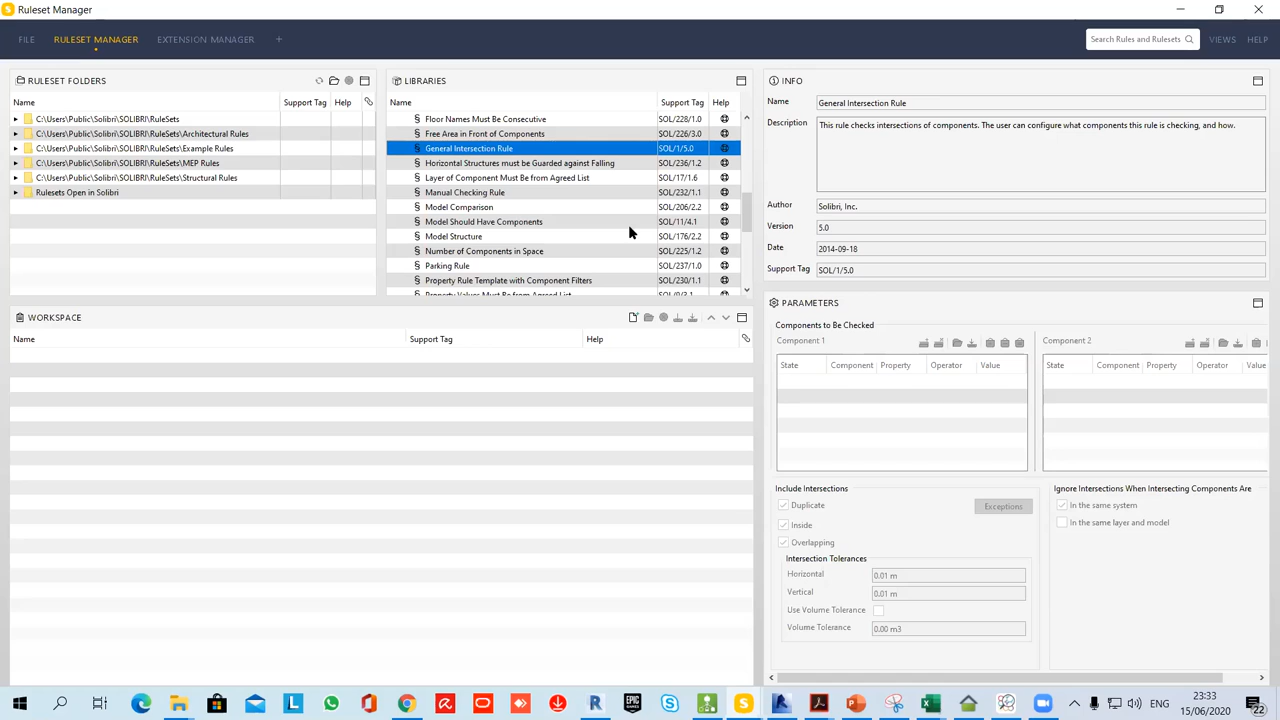 Ruleset Manager
FILE RULESET MANAGER EXTENSION MANAGER +
Search Rules and Rulesets VIEWS HELP
RULESET FOLDERS
Name Support Tag Help
C:\Users\Public\Solibri\SOLIBRI\RuleSets
C:\Users\Public\Solibri\SOLIBRI\RuleSets\Architectural Rules
C:\Users\Public\Solibri\SOLIBRI\RuleSets\Example Rules
C:\Users\Public\Solibri\SOLIBRI\RuleSets\MEP Rules
C:\Users\Public\Solibri\SOLIBRI\RuleSets\Structural Rules
Rulesets Open in Solibri
LIBRARIES
Name Support Tag Help
§ Floor Names Must Be Consecutive SOL/228/1.0
§ Free Area in Front of Components SOL/226/3.0
§ General Intersection Rule SOL/1/5.0
§ Horizontal Structures must be Guarded against Falling SOL/236/1.2
§ Layer of Component Must Be from Agreed List SOL/17/1.6
§ Manual Checking Rule SOL/232/1.1
§ Model Comparison SOL/206/2.2
§ Model Should Have Components SOL/11/4.1
§ Model Structure SOL/176/2.2
§ Number of Components in Space SOL/225/1.2
§ Parking Rule SOL/237/1.0
§ Property Rule Template with Component Filters SOL/230/1.1
§ Property Values Must Be from Agreed List SOL/9/3.1
INFO
Name General Intersection Rule
Description This rule checks intersections of components. The user can configure what components this rule is checking, and how.
Author Solibri, Inc.
Version 5.0
Date 2014-09-18
Support Tag SOL/1/5.0
WORKSPACE
Name Support Tag Help
PARAMETERS
Components to Be Checked
Component 1 Component 2
State Component Property Operator Value State Component Property Operator Value
Include Intersections
Duplicate Exceptions
Inside
Overlapping
Intersection Tolerances
Horizontal 0.01 m
Vertical 0.01 m
Use Volume Tolerance
Volume Tolerance 0.00 m3
Ignore Intersections When Intersecting Components Are
In the same system
In the same layer and model
EPIC GAMES
ENG 23:33
15/06/2020 22